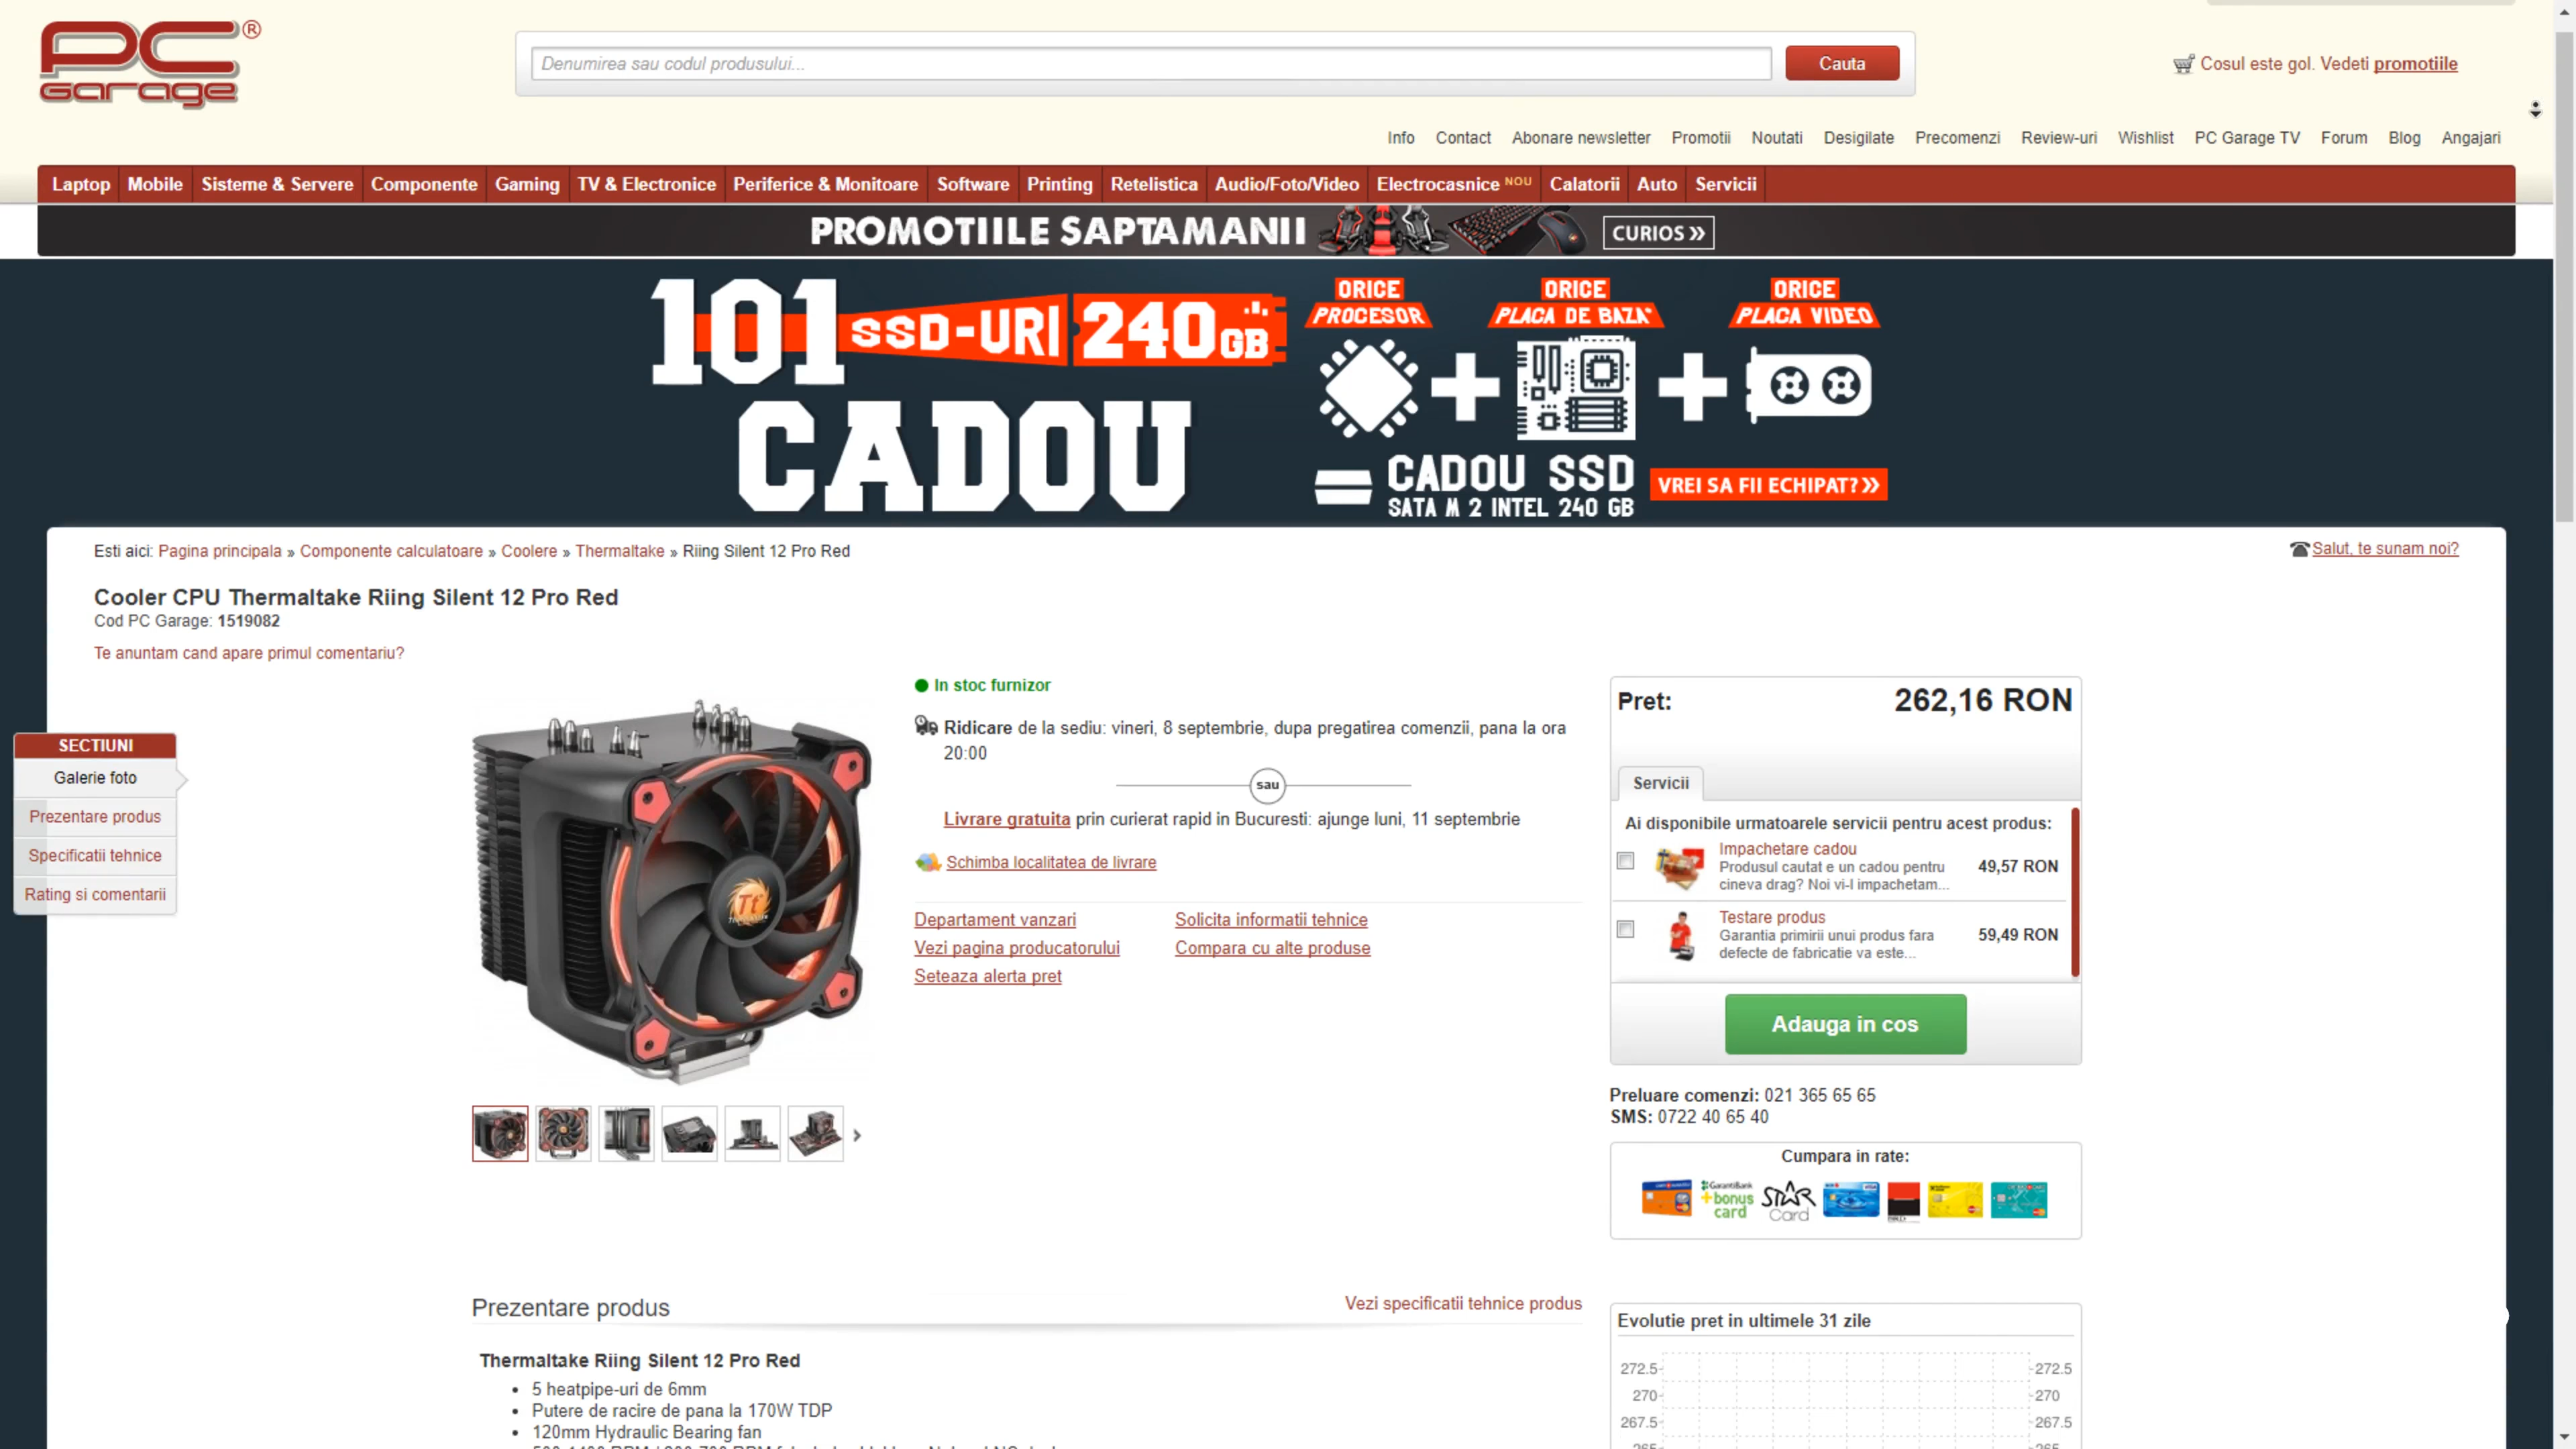 PC ®
Garage
Denumirea sau codul produsului...
Cauta
Cosul este gol. Vedeti promotiile
Info Contact Abonare newsletter Promotii Noutati Desigilate Precomenzi Review-uri Wishlist PC Garage TV Forum Blog Angajari
Laptop Mobile Sisteme & Servere Componente Gaming TV & Electronice Periferice & Monitoare Software Printing Retelistica Audio/Foto/Video Electrocasnice NOU Calatorii Auto Servicii
PROMOTIILE SAPTAMANII CURIOS »
101 SSD-URI 240GB
CADOU
ORICE PROCESOR
ORICE PLACA DE BAZA*
ORICE PLACA VIDEO
CADOU SSD
SATA M 2 INTEL 240 GB
VREI SA FII ECHIPAT? »
Esti aici: Pagina principala » Componente calculatoare » Coolere » Thermaltake » Riing Silent 12 Pro Red
Salut, te sunam noi?
Cooler CPU Thermaltake Riing Silent 12 Pro Red
Cod PC Garage: 1519082
Te anuntam cand apare primul comentariu?
SECTIUNI
Galerie foto
Prezentare produs
Specificatii tehnice
Rating si comentarii
In stoc furnizor
Ridicare de la sediu: vineri, 8 septembrie, dupa pregatirea comenzii, pana la ora
20:00
sau
Livrare gratuita prin curierat rapid in Bucuresti: ajunge luni, 11 septembrie
Schimba localitatea de livrare
Departament vanzari
Solicita informatii tehnice
Vezi pagina producatorului
Compara cu alte produse
Seteaza alerta pret
Pret: 262,16 RON
Servicii
Ai disponibile urmatoarele servicii pentru acest produs:
Impachetare cadou
Produsul cautat e un cadou pentru
cineva drag? Noi vi-l impachetam...
49,57 RON
Testare produs
Garantia primirii unui produs fara
defecte de fabricatie va este...
59,49 RON
Adauga in cos
Preluare comenzi: 021 365 65 65
SMS: 0722 40 65 40
Cumpara in rate:
GarantiBank
+bonus
card
STAR
Card
Prezentare produs
Vezi specificatii tehnice produs
Thermaltake Riing Silent 12 Pro Red
• 5 heatpipe-uri de 6mm
• Putere de racire de pana la 170W TDP
• 120mm Hydraulic Bearing fan
Evolutie pret in ultimele 31 zile
272.5 272.5
270 270
267.5 267.5
265 265